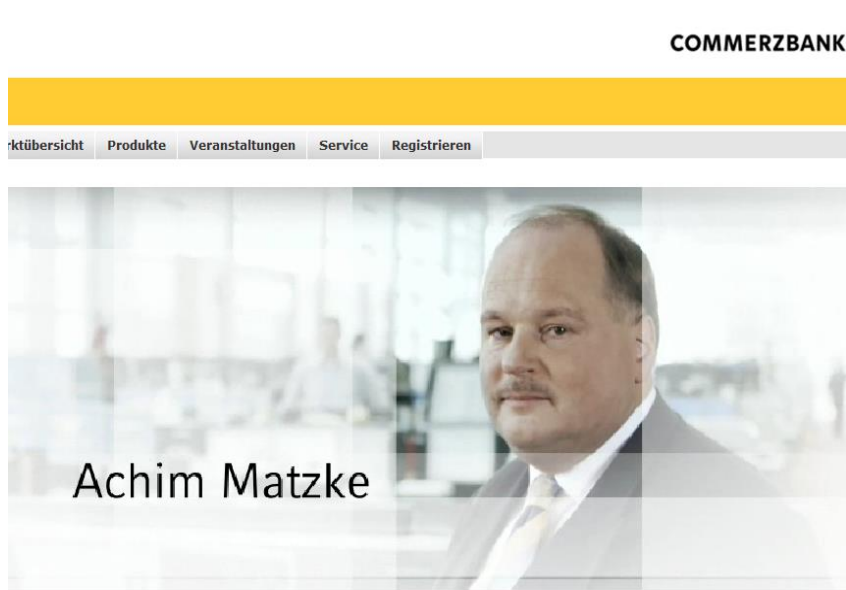 COMMERZBANK
rktübersicht Produkte Veranstaltungen Service Registrieren
Achim Matzke